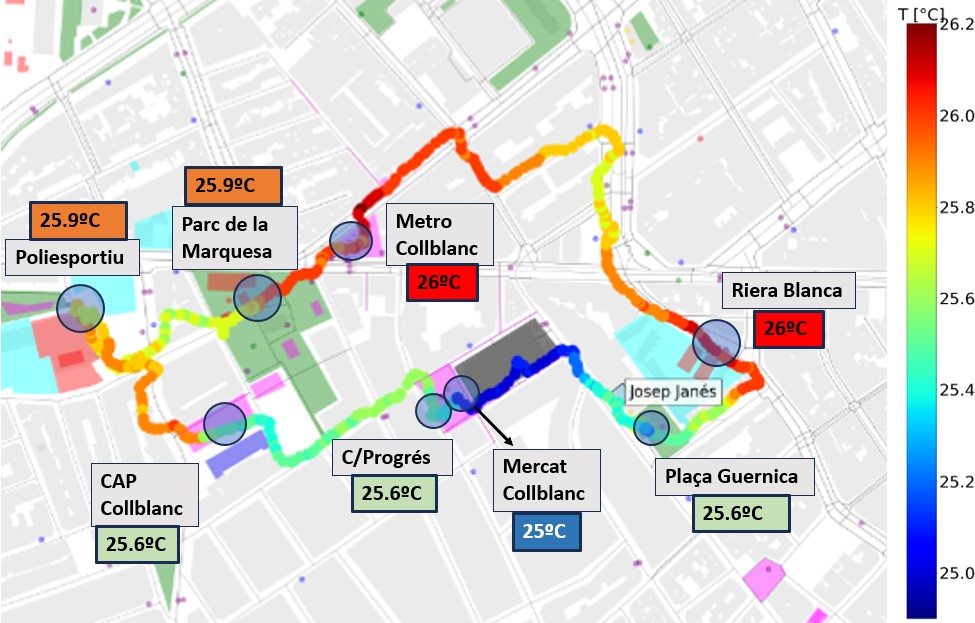 T [°C]
26.2
26.0
25.8
25.6
25.4
25.2
25.0
25.9ºC
Parc de la
Marquesa
25.9ºC
Poliesportiu
Metro
Collblanc
26ºC
Riera Blanca
26ºC
Josep Janés
C/Progrés
25.6ºC
Mercat
Collblanc
25ºC
Plaça Guernica
25.6ºC
CAP
Collblanc
25.6ºC